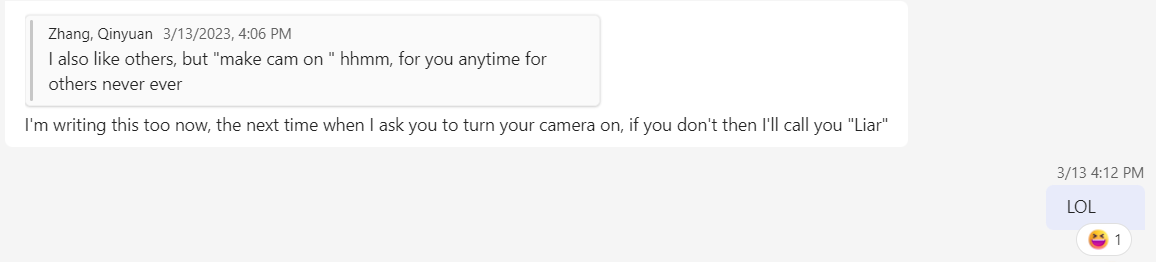 Zhang, Qinyuan 3/13/2023, 4:06 PM
I also like others, but "make cam on " hhmm, for you anytime for
others never ever
I'm writing this too now, the next time when I ask you to turn your camera on, if you don't then I'll call you "Liar"
3/13 4:12 PM
LOL
1